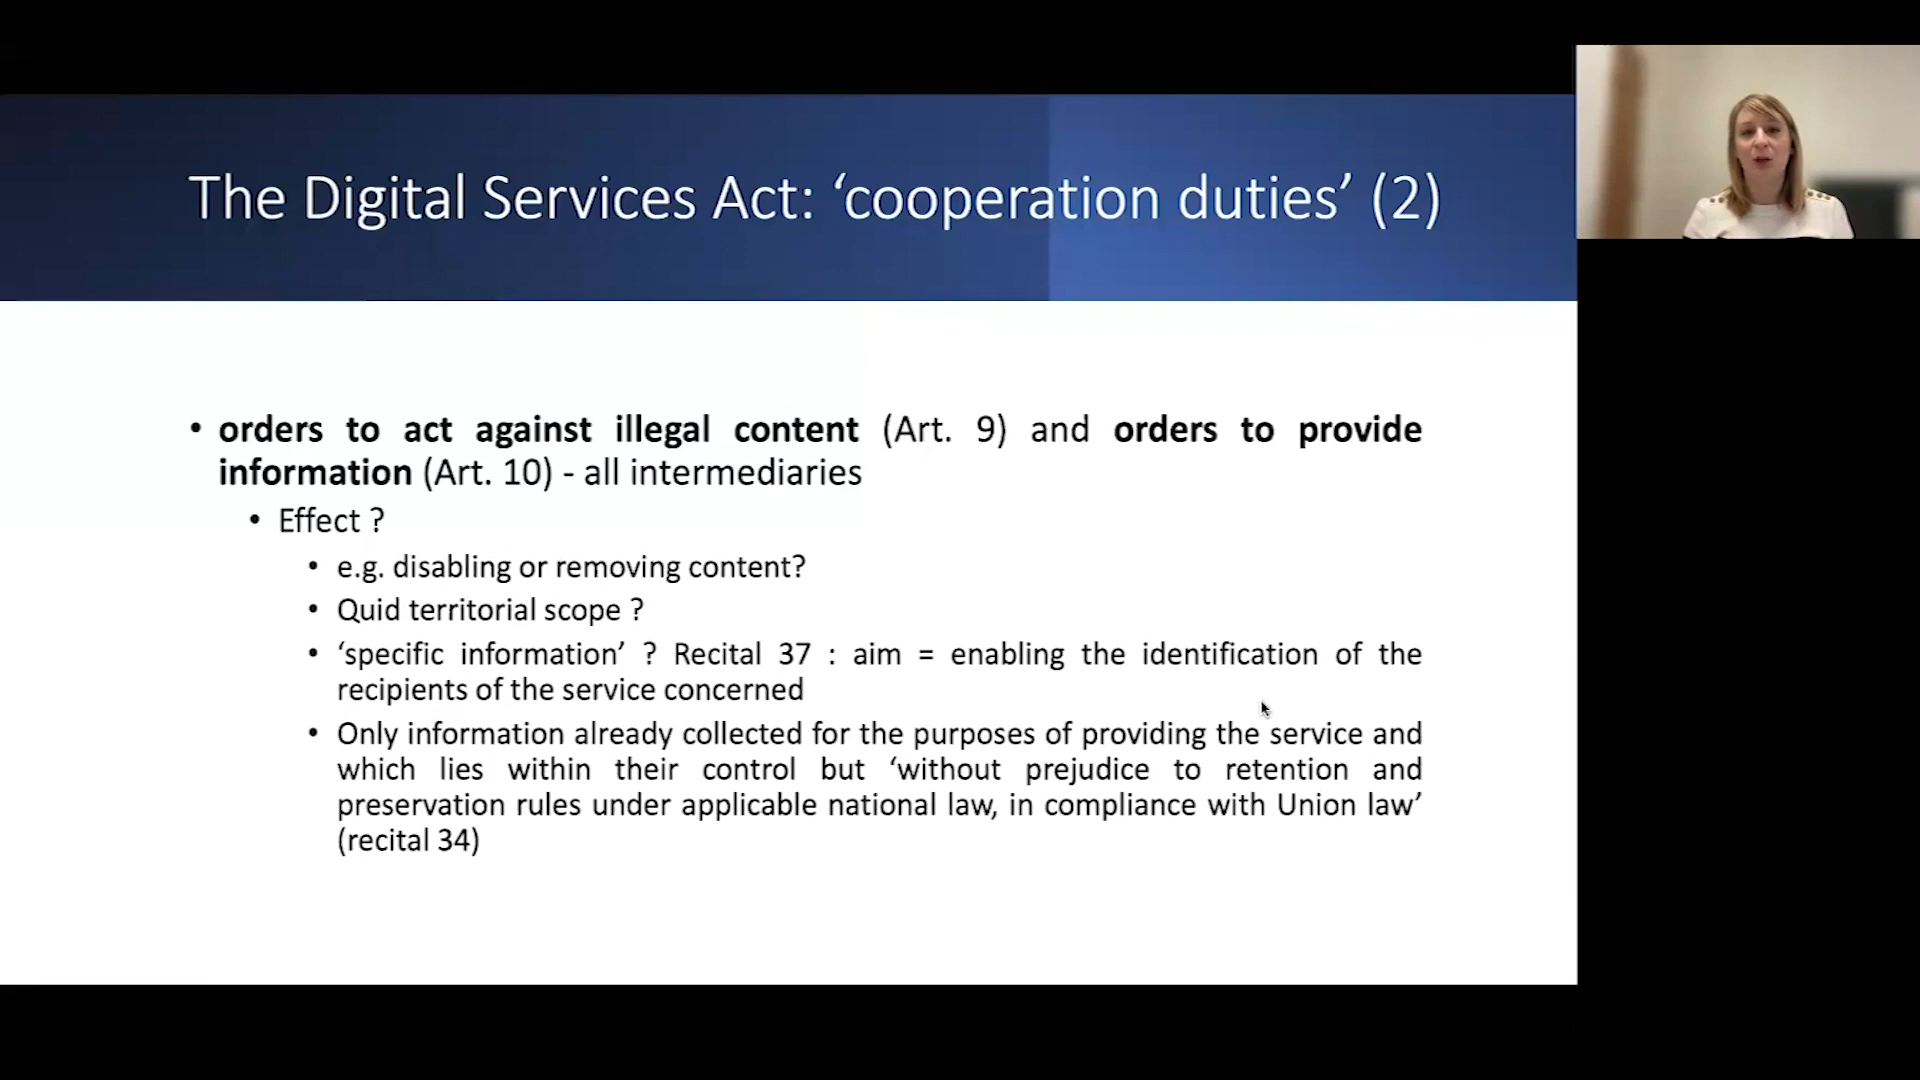 The Digital Services Act: ‘cooperation duties’ (2)
• orders to act against illegal content (Art. 9) and orders to provide
information (Art. 10) - all intermediaries
• Effect ?
• e.g. disabling or removing content?
• Quid territorial scope ?
• ‘specific information’ ? Recital 37 : aim = enabling the identification of the
recipients of the service concerned
• Only information already collected for the purposes of providing the service and
which lies within their control but ‘without prejudice to retention and
preservation rules under applicable national law, in compliance with Union law’
(recital 34)